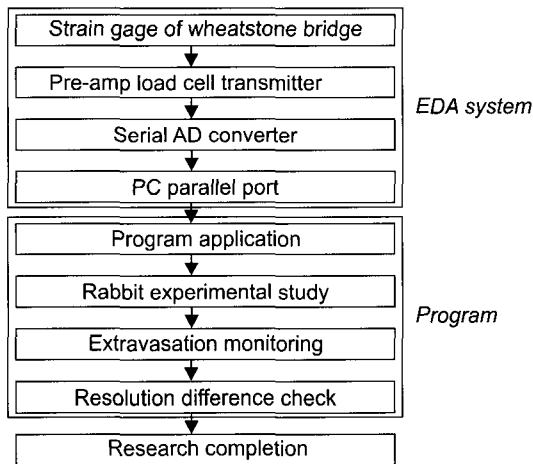 Strain gage of wheatstone bridge
Pre-amp load cell transmitter
Serial AD converter
PC parallel port
EDA system
Program application
Rabbit experimental study
Extravasation monitoring
Resolution difference check
Program
Research completion